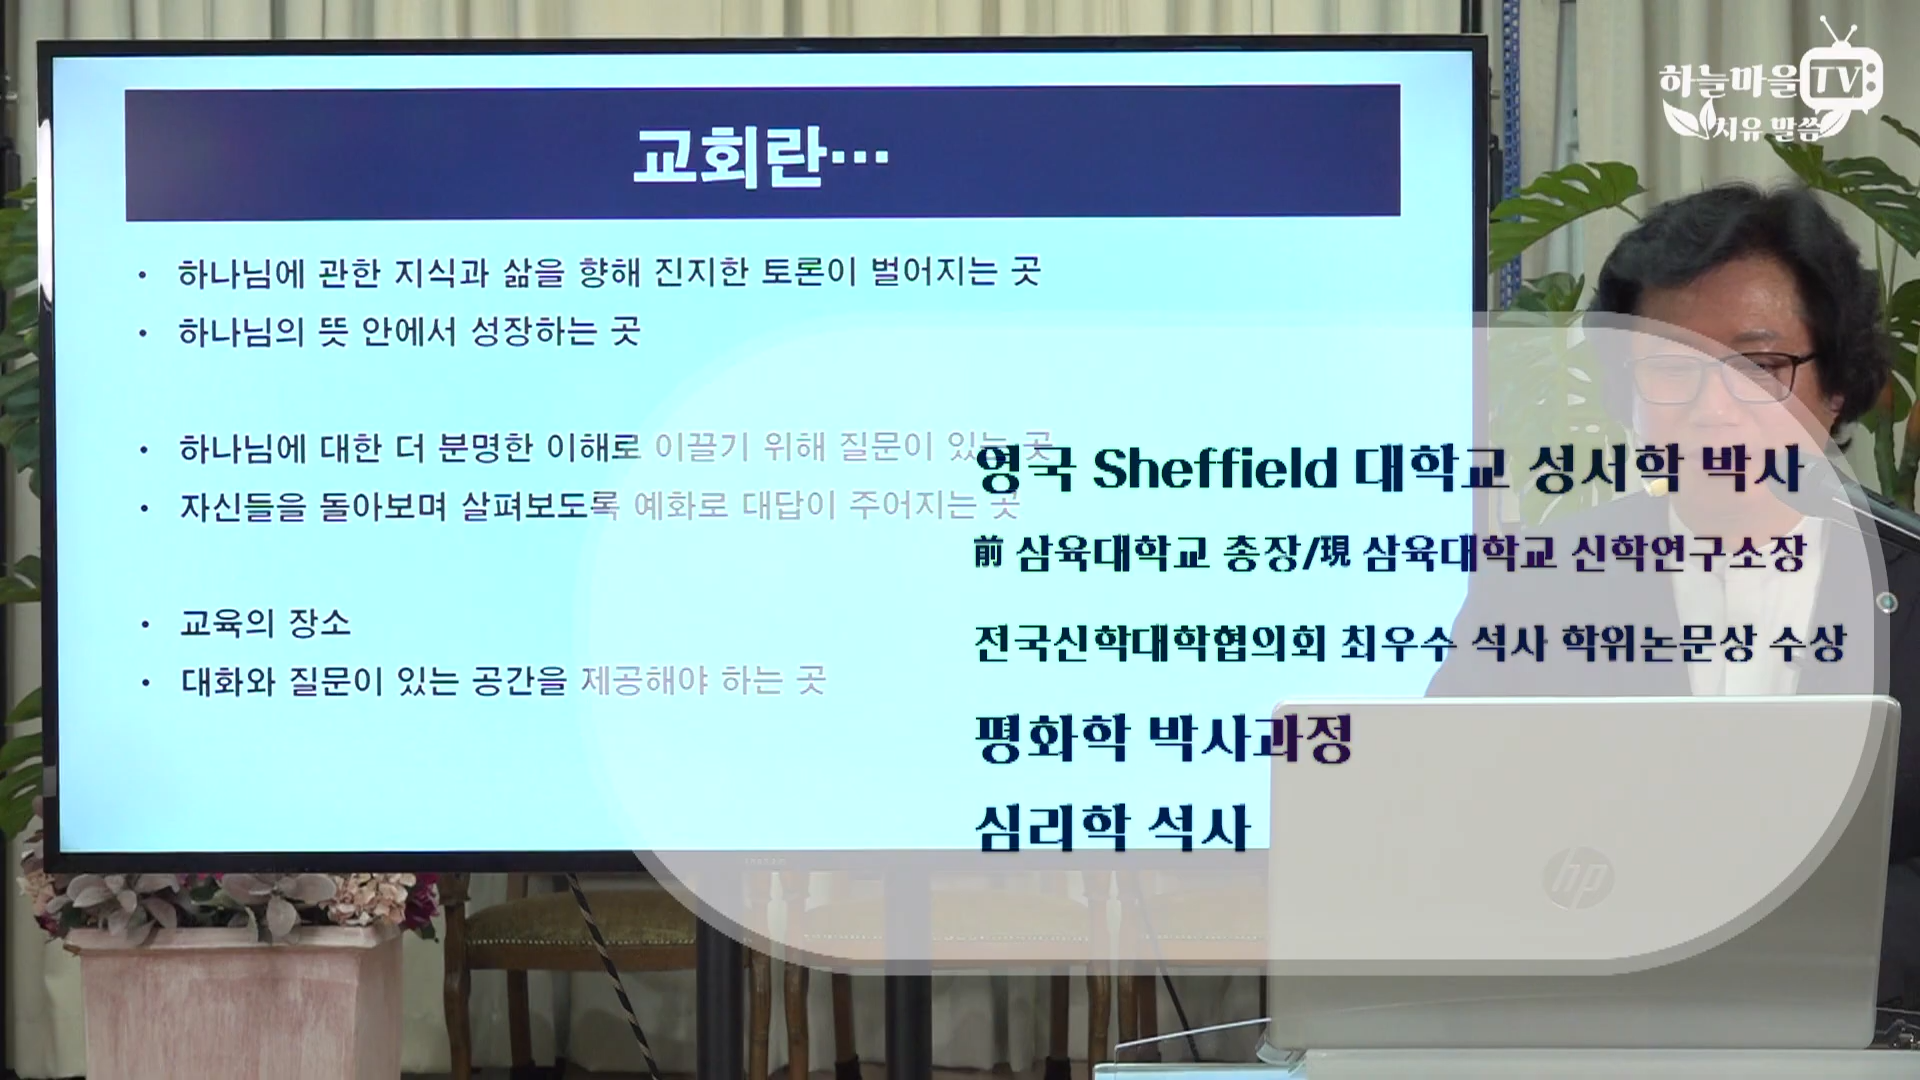 하늘마을TV
치유 말씀
교회란…
• 하나님에 관한 지식과 삶을 향해 진지한 토론이 벌어지는 곳
• 하나님의 뜻 안에서 성장하는 곳
• 하나님에 대한 더 분명한 이해로 이끌기 위해 질문이 있는 곳
• 자신들을 돌아보며 살펴보도록 예화로 대답이 주어지는 곳
• 교육의 장소
• 대화와 질문이 있는 공간을 제공해야 하는 곳
영국 Sheffield 대학교 성서학 박사
前 삼육대학교 총장/現 삼육대학교 신학연구소장
전국신학대학협의회 최우수 석사 학위논문상 수상
평화학 박사과정
심리학 석사
hp